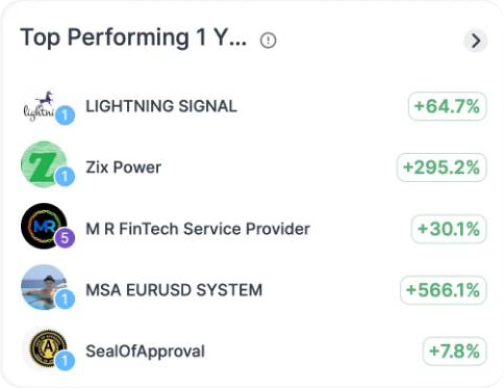 Top Performing 1 Y...
LIGHTNING SIGNAL +64.7%
1
Zix Power +295.2%
1
MR M R FinTech Service Provider +30.1%
5
MSA EURUSD SYSTEM +566.1%
1
A SealOfApproval +7.8%
1